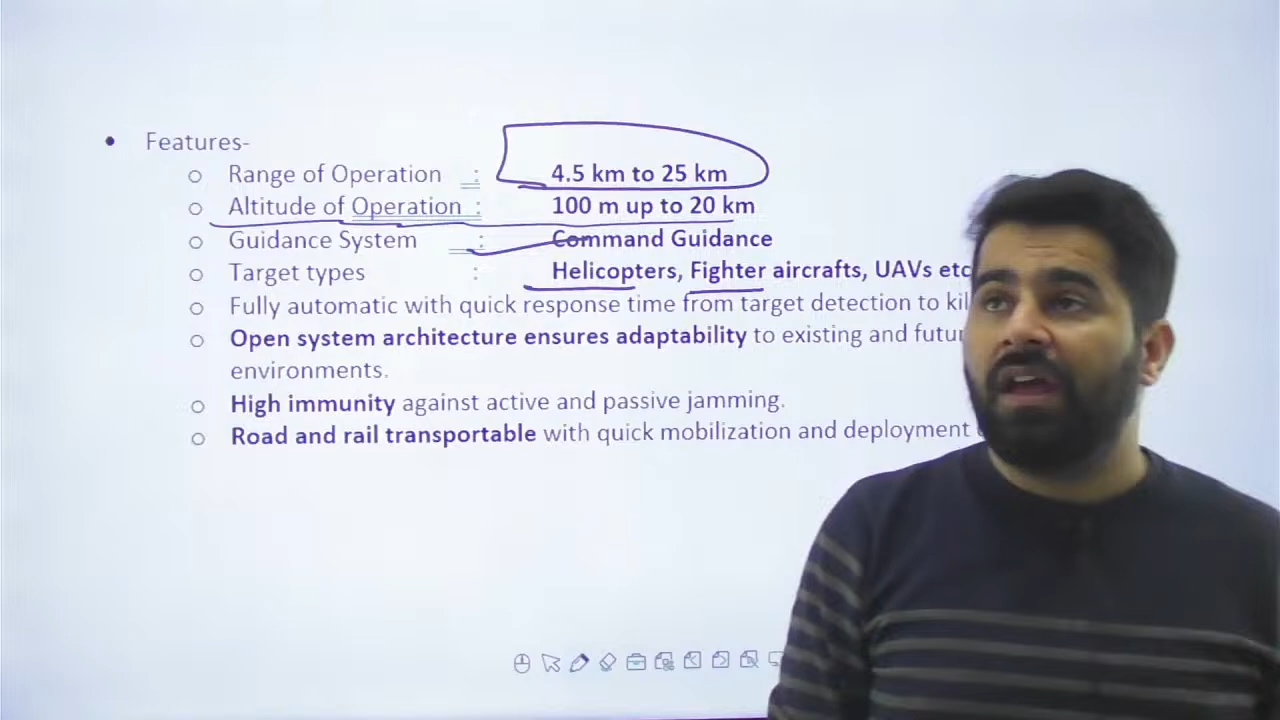 • Features-
○ Range of Operation : 4.5 km to 25 km
○ Altitude of Operation : 100 m up to 20 km
○ Guidance System : Command Guidance
○ Target types : Helicopters, Fighter aircrafts, UAVs etc
○ Fully automatic with quick response time from target detection to
○ Open system architecture ensures adaptability to existing and
environments.
○ High immunity against active and passive jamming.
○ Road and rail transportable with quick mobilization and deployment